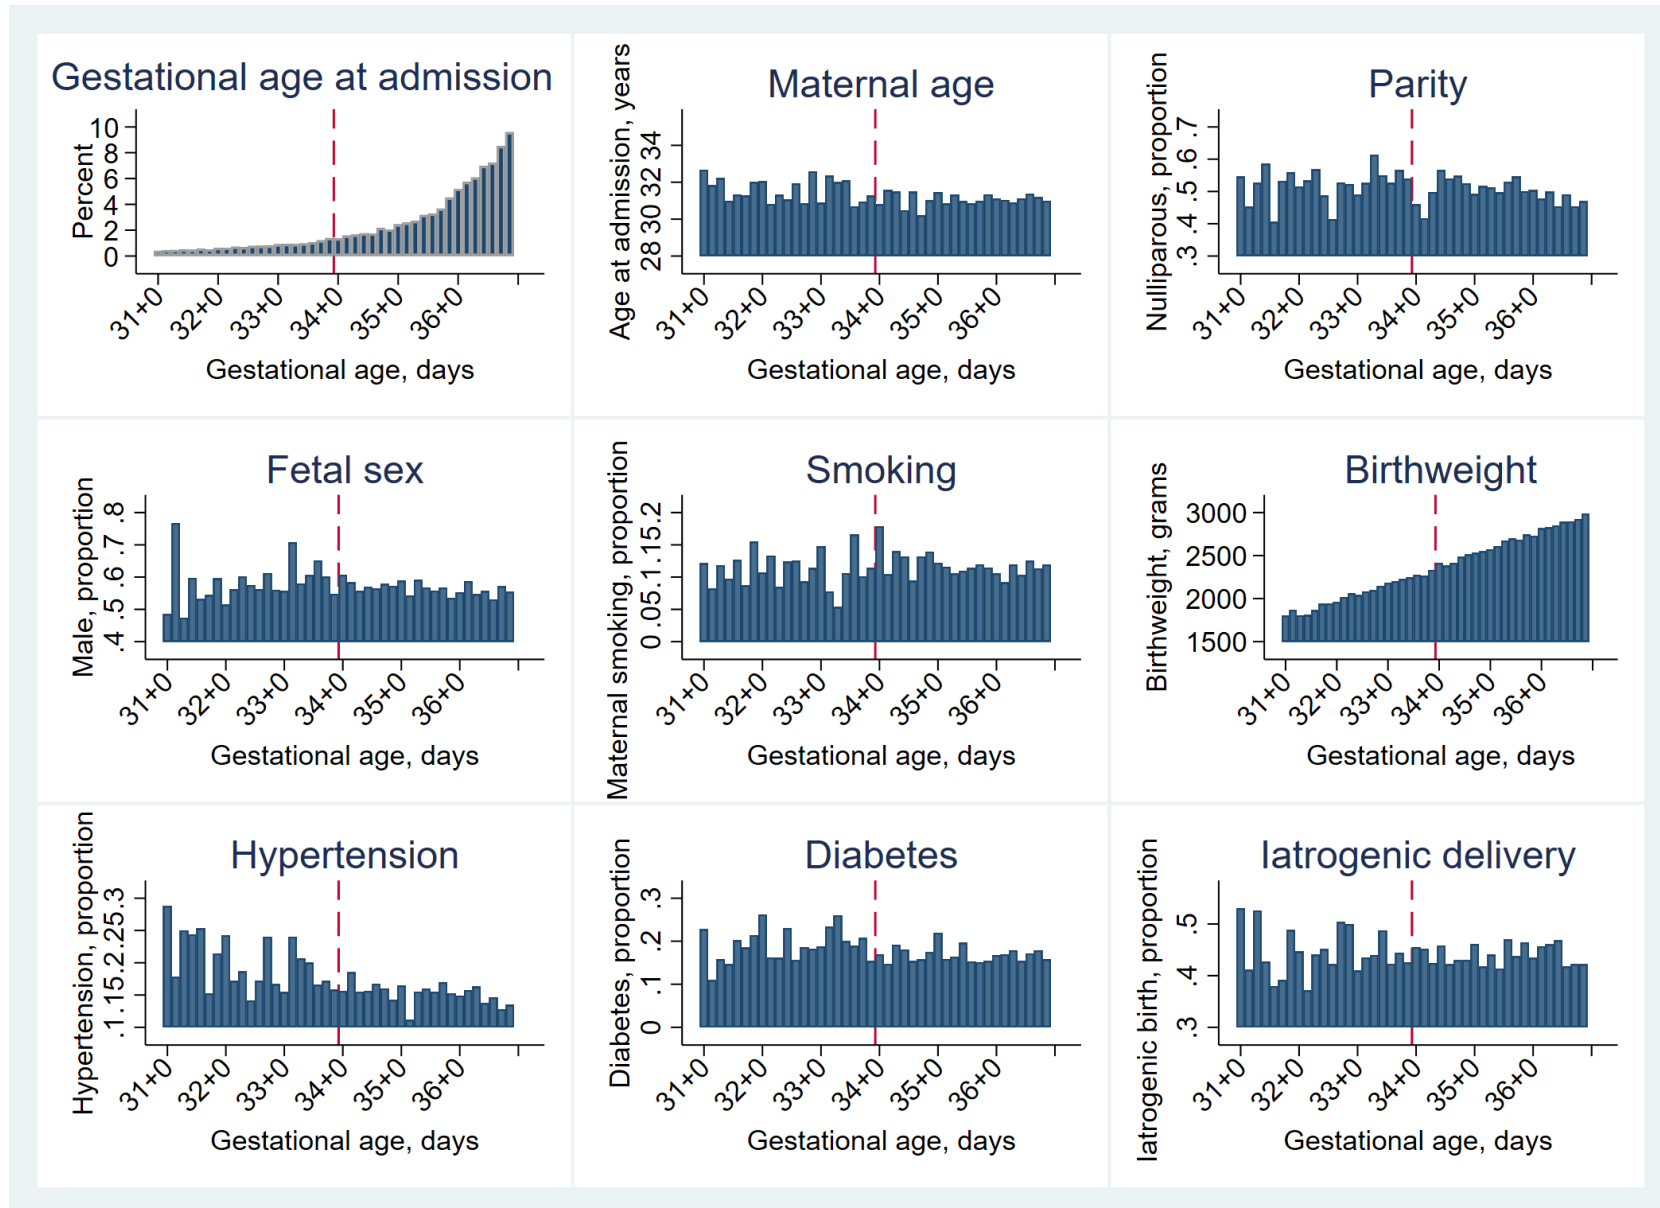 Gestational age at admission
Percent
10
8
6
4
2
0
31+0 32+0 33+0 34+0 35+0 36+0
Gestational age, days
Maternal age
Age at admission, years
28 30 32 34
31+0 32+0 33+0 34+0 35+0 36+0
Gestational age, days
Parity
Nulliparous, proportion
.3 .4 .5 .6 .7
31+0 32+0 33+0 34+0 35+0 36+0
Gestational age, days
Fetal sex
Male, proportion
.4 .5 .6 .7 .8
31+0 32+0 33+0 34+0 35+0 36+0
Gestational age, days
Smoking
Maternal smoking, proportion
0 .05 .1 .15 .2
31+0 32+0 33+0 34+0 35+0 36+0
Gestational age, days
Birthweight
Birthweight, grams
3000
2500
2000
1500
31+0 32+0 33+0 34+0 35+0 36+0
Gestational age, days
Hypertension
Hypertension, proportion
.1 .15 .2 .25 .3
31+0 32+0 33+0 34+0 35+0 36+0
Gestational age, days
Diabetes
Diabetes, proportion
0 .1 .2 .3
31+0 32+0 33+0 34+0 35+0 36+0
Gestational age, days
Iatrogenic delivery
Iatrogenic birth, proportion
.3 .4 .5
31+0 32+0 33+0 34+0 35+0 36+0
Gestational age, days